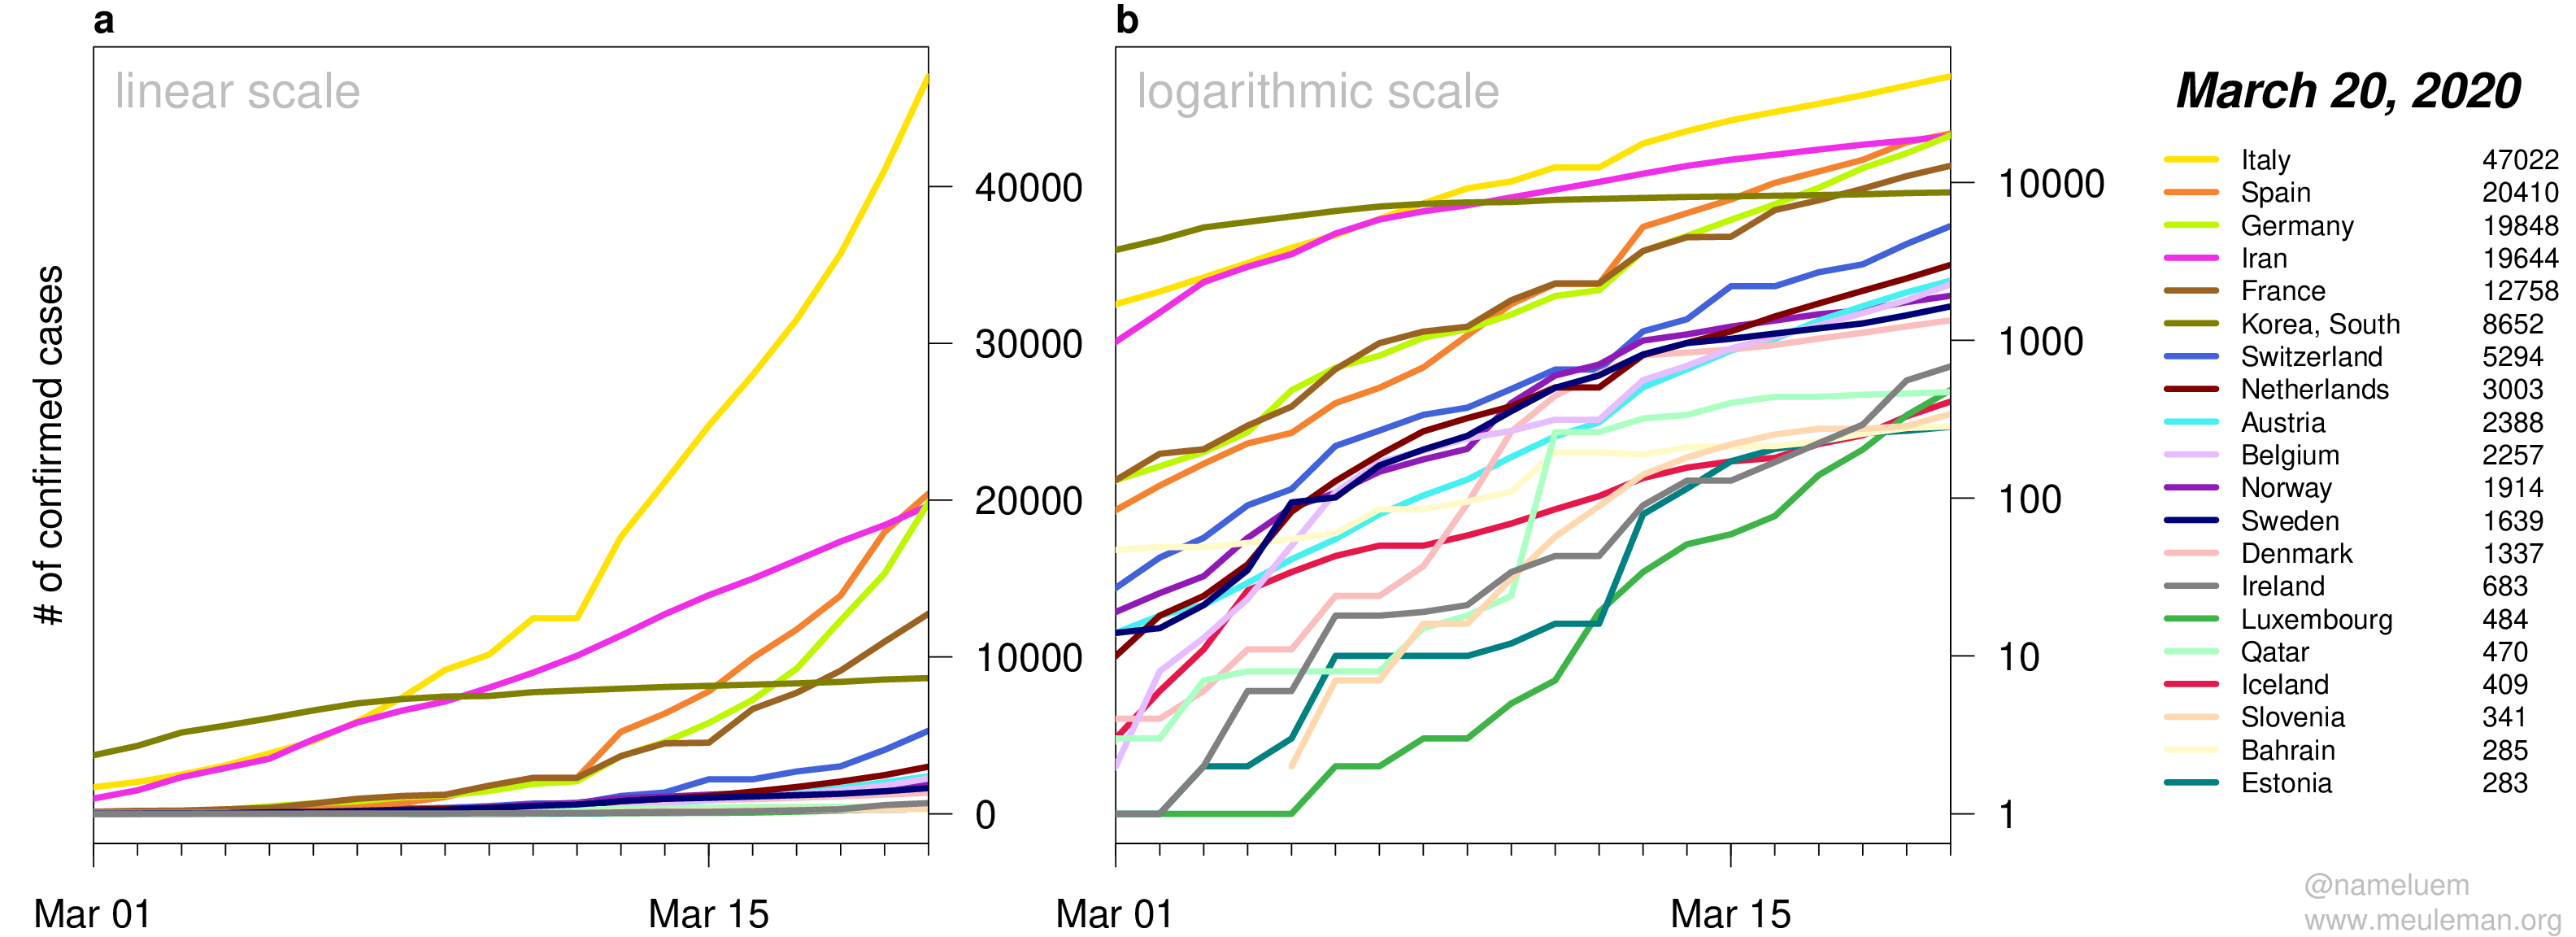 a
linear scale
# of confirmed cases
40000
30000
20000
10000
0
Mar 01
Mar 15
b
logarithmic scale
10000
1000
100
10
1
Mar 01
Mar 15
March 20, 2020
Italy 47022
Spain 20410
Germany 19848
Iran 19644
France 12758
Korea, South 8652
Switzerland 5294
Netherlands 3003
Austria 2388
Belgium 2257
Norway 1914
Sweden 1639
Denmark 1337
Ireland 683
Luxembourg 484
Qatar 470
Iceland 409
Slovenia 341
Bahrain 285
Estonia 283
@nameluem
www.meuleman.org